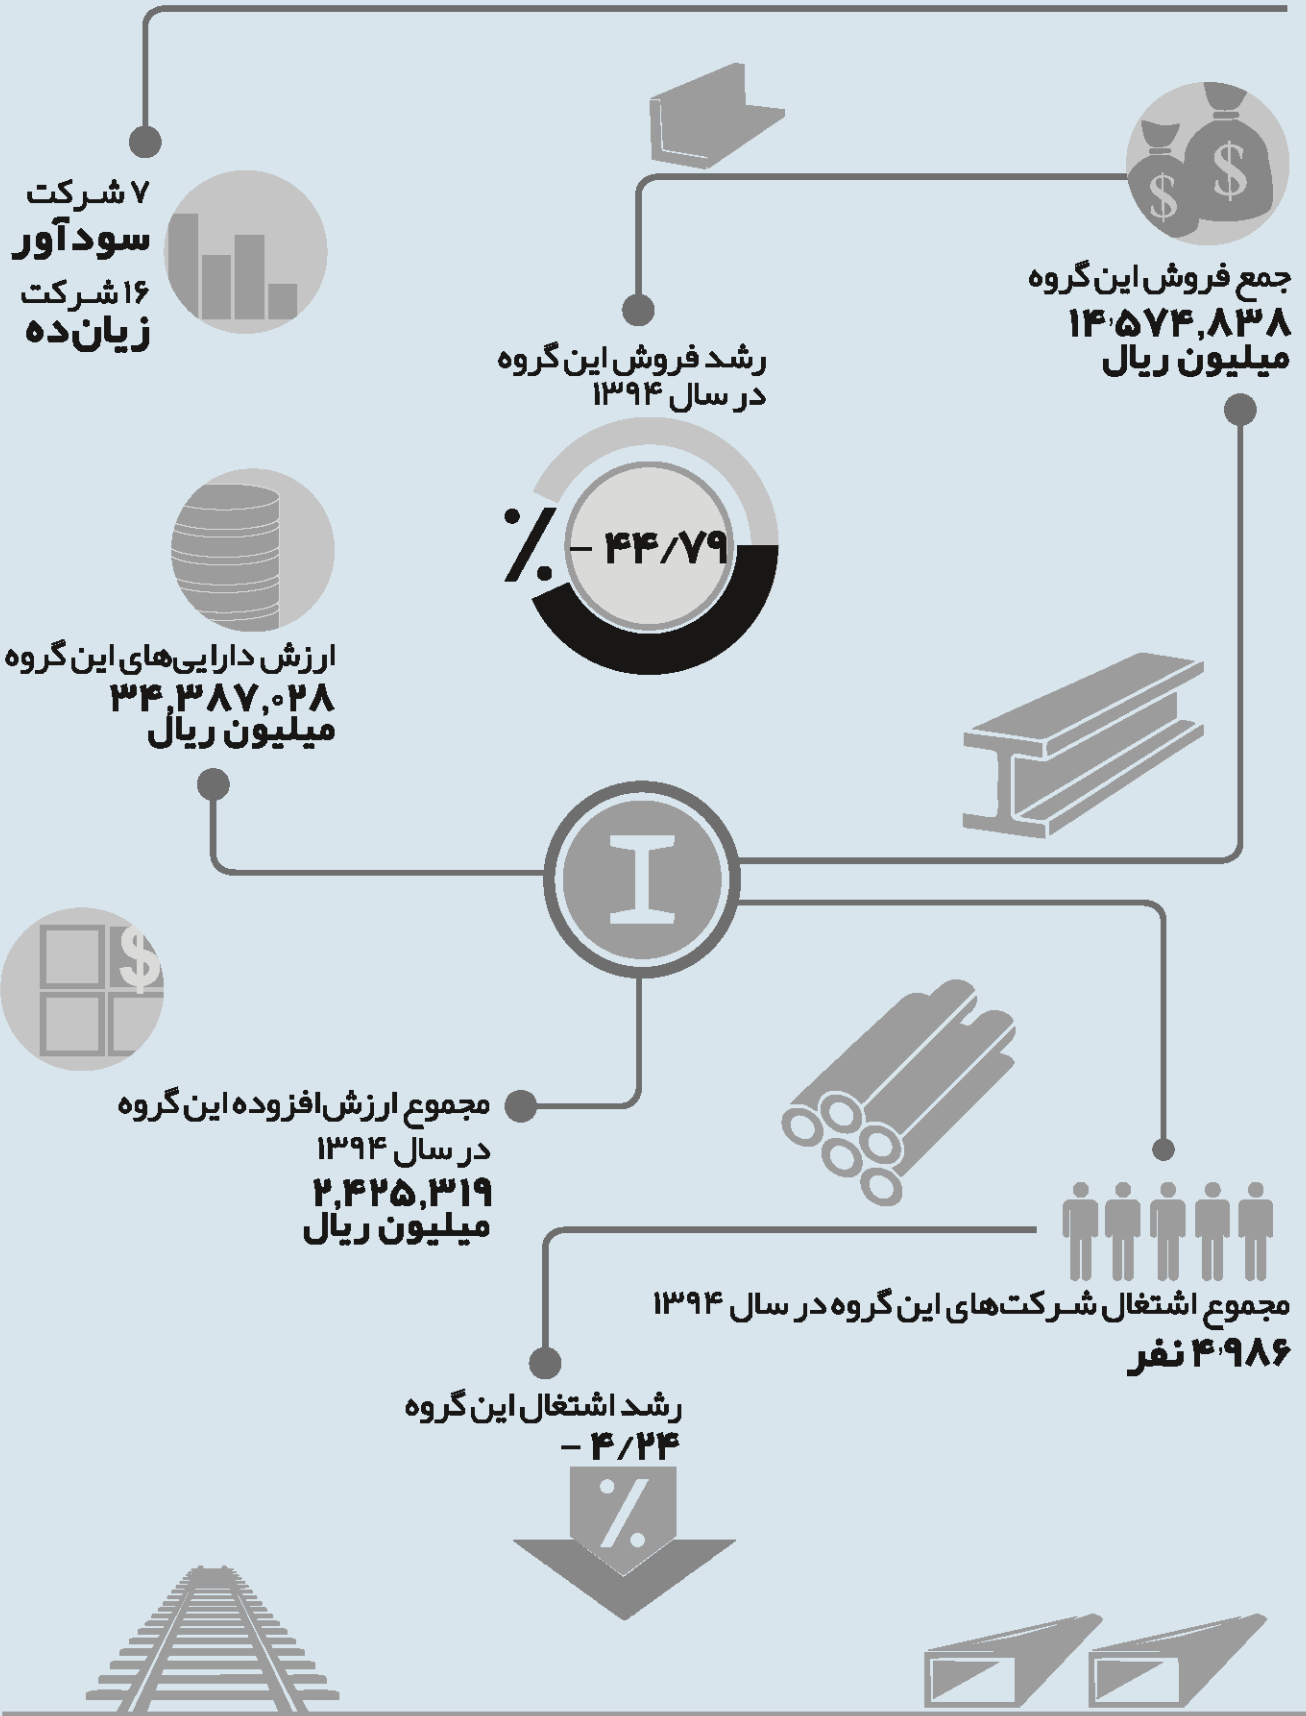 ۷ شرکت
سودآور
۱۶ شرکت
زیان‌ده
جمع فروش این گروه
۱۴,۵۷۴,۸۳۸
میلیون ریال
رشد فروش این گروه
در سال ۱۳۹۴
٪ – ۴۴/۷۹
ارزش دارایی‌های این گروه
۳۴,۳۸۷,۰۲۸
میلیون ریال
مجموع ارزش افزوده این گروه
در سال ۱۳۹۴
۲,۴۲۵,۳۱۹
میلیون ریال
مجموع اشتغال شرکت‌های این گروه در سال ۱۳۹۴
۴,۹۸۶ نفر
رشد اشتغال این گروه
– ۴/۲۴
٪